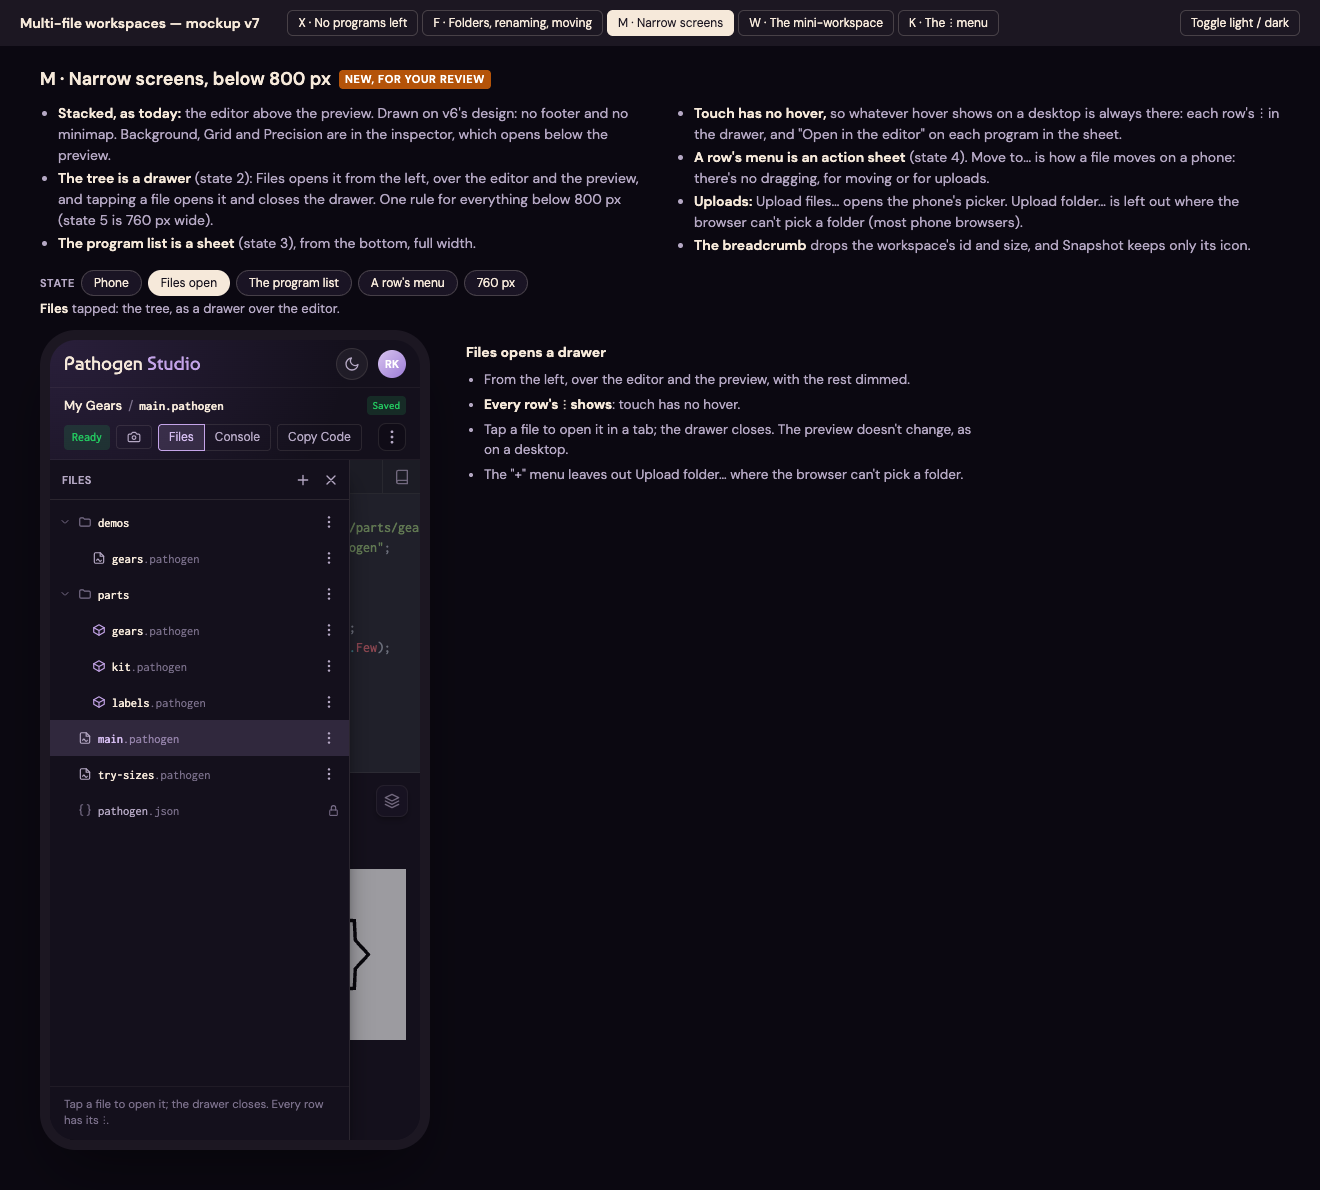 Multi-file workspaces — mockup v7
X · No programs left
F · Folders, renaming, moving
M · Narrow screens
W · The mini-workspace
K · The ⋮ menu
Toggle light / dark
M · Narrow screens, below 800 px
NEW, FOR YOUR REVIEW
• Stacked, as today: the editor above the preview. Drawn on v6's design: no footer and no
minimap. Background, Grid and Precision are in the inspector, which opens below the
preview.
• The tree is a drawer (state 2): Files opens it from the left, over the editor and the preview,
and tapping a file opens it and closes the drawer. One rule for everything below 800 px
(state 5 is 760 px wide).
• The program list is a sheet (state 3), from the bottom, full width.
• Touch has no hover, so whatever hover shows on a desktop is always there: each row's ⋮ in
the drawer, and "Open in the editor" on each program in the sheet.
• A row's menu is an action sheet (state 4). Move to… is how a file moves on a phone:
there's no dragging, for moving or for uploads.
• Uploads: Upload files… opens the phone's picker. Upload folder… is left out where the
browser can't pick a folder (most phone browsers).
• The breadcrumb drops the workspace's id and size, and Snapshot keeps only its icon.
STATE
Phone
Files open
The program list
A row's menu
760 px
Files tapped: the tree, as a drawer over the editor.
Pathogen Studio
RK
My Gears / main.pathogen
Saved
Ready
Files
Console
Copy Code
FILES
demos
gears.pathogen
parts
gears.pathogen
kit.pathogen
labels.pathogen
main.pathogen
try-sizes.pathogen
{} pathogen.json
/parts/gea
ogen";
;
.Few);
Tap a file to open it; the drawer closes. Every row
has its ⋮.
Files opens a drawer
• From the left, over the editor and the preview, with the rest dimmed.
• Every row's ⋮ shows: touch has no hover.
• Tap a file to open it in a tab; the drawer closes. The preview doesn't change, as
on a desktop.
• The "+" menu leaves out Upload folder… where the browser can't pick a folder.